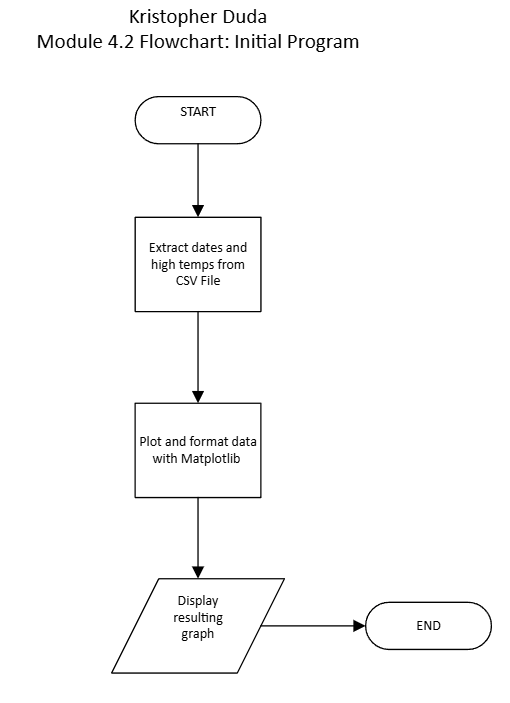 Kristopher Duda
Module 4.2 Flowchart: Initial Program
START
Extract dates and
high temps from
CSV File
Plot and format data
with Matplotlib
Display
resulting
graph
END